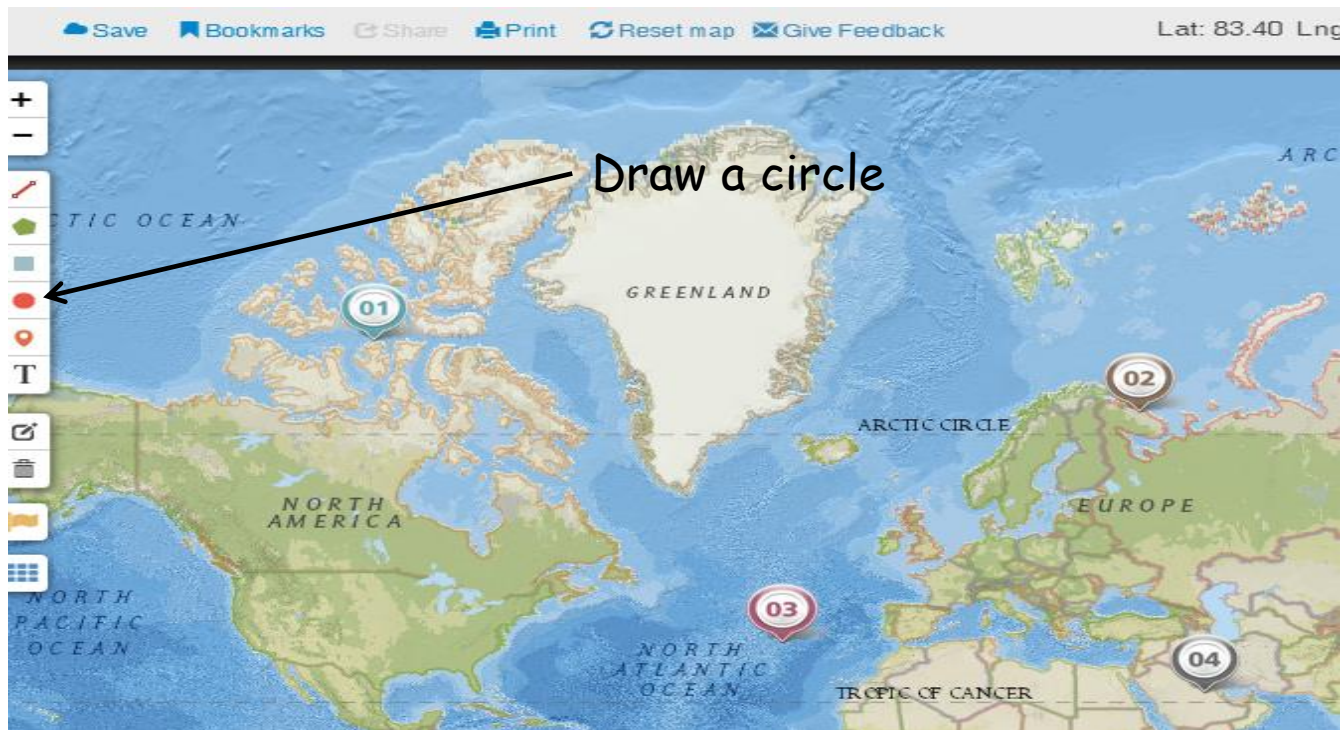 Save Bookmarks Share Print Reset map Give Feedback Lat: 83.40 Lng
+
−
Draw a circle
ARC
TIC OCEAN
GREENLAND
01
02
T
ARCTIC CIRCLE
NORTH
AMERICA
EUROPE
NORTH
PACIFIC
OCEAN
03
NORTH
ATLANTIC
OCEAN
04
TROPIC OF CANCER